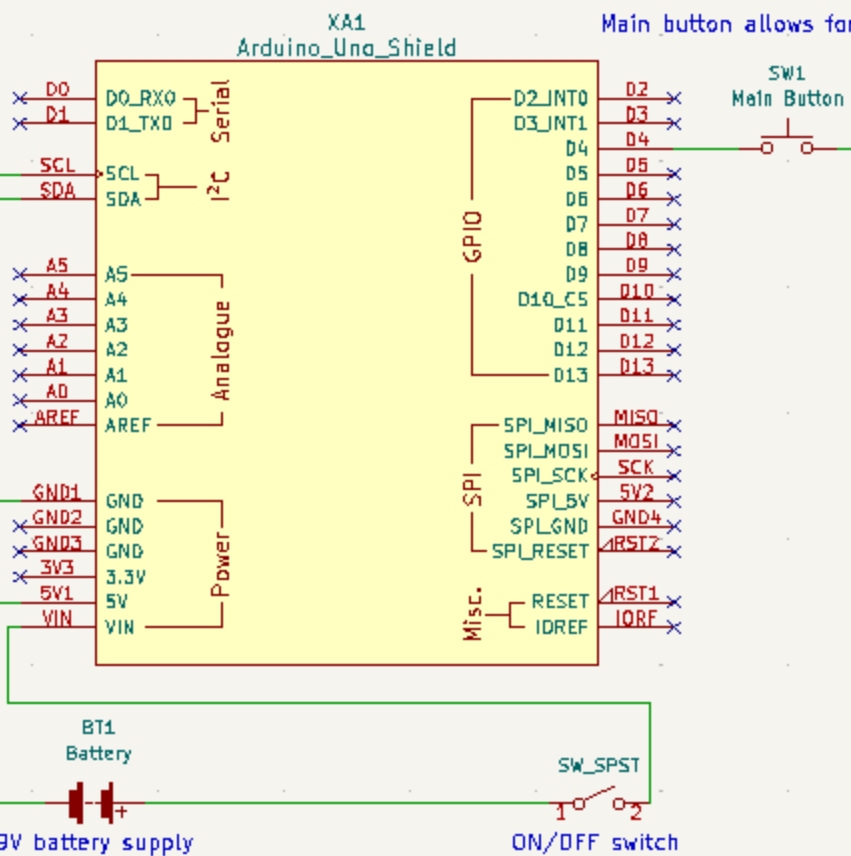 XA1
Arduino_Uno_Shield
Main button allows for
SW1
Main Button
D0
D0_RX0
D1
D1_TX0
Serial
SCL
SCL
SDA
SDA
I²C
A5
A5
A4
A4
A3
A3
A2
A2
A1
A1
A0
A0
AREF
AREF
Analogue
GND1
GND
GND2
GND
GND3
GND
3V3
3.3V
5V1
5V
VIN
VIN
Power
D2_INT0
D2
D3_INT1
D3
D4
D4
D5
D5
D6
D6
D7
D7
D8
D8
D9
D9
D10_CS
D10
D11
D11
D12
D12
D13
D13
GPIO
SPI_MISO
MISO
SPI_MOSI
MOSI
SPI_SCK
SCK
SPI_5V
5V2
SPI_GND
GND4
SPI_RESET
RST2
SPI
RESET
RST1
IOREF
IORF
Misc.
BT1
Battery
+
9V battery supply
SW_SPST
1
2
ON/OFF switch